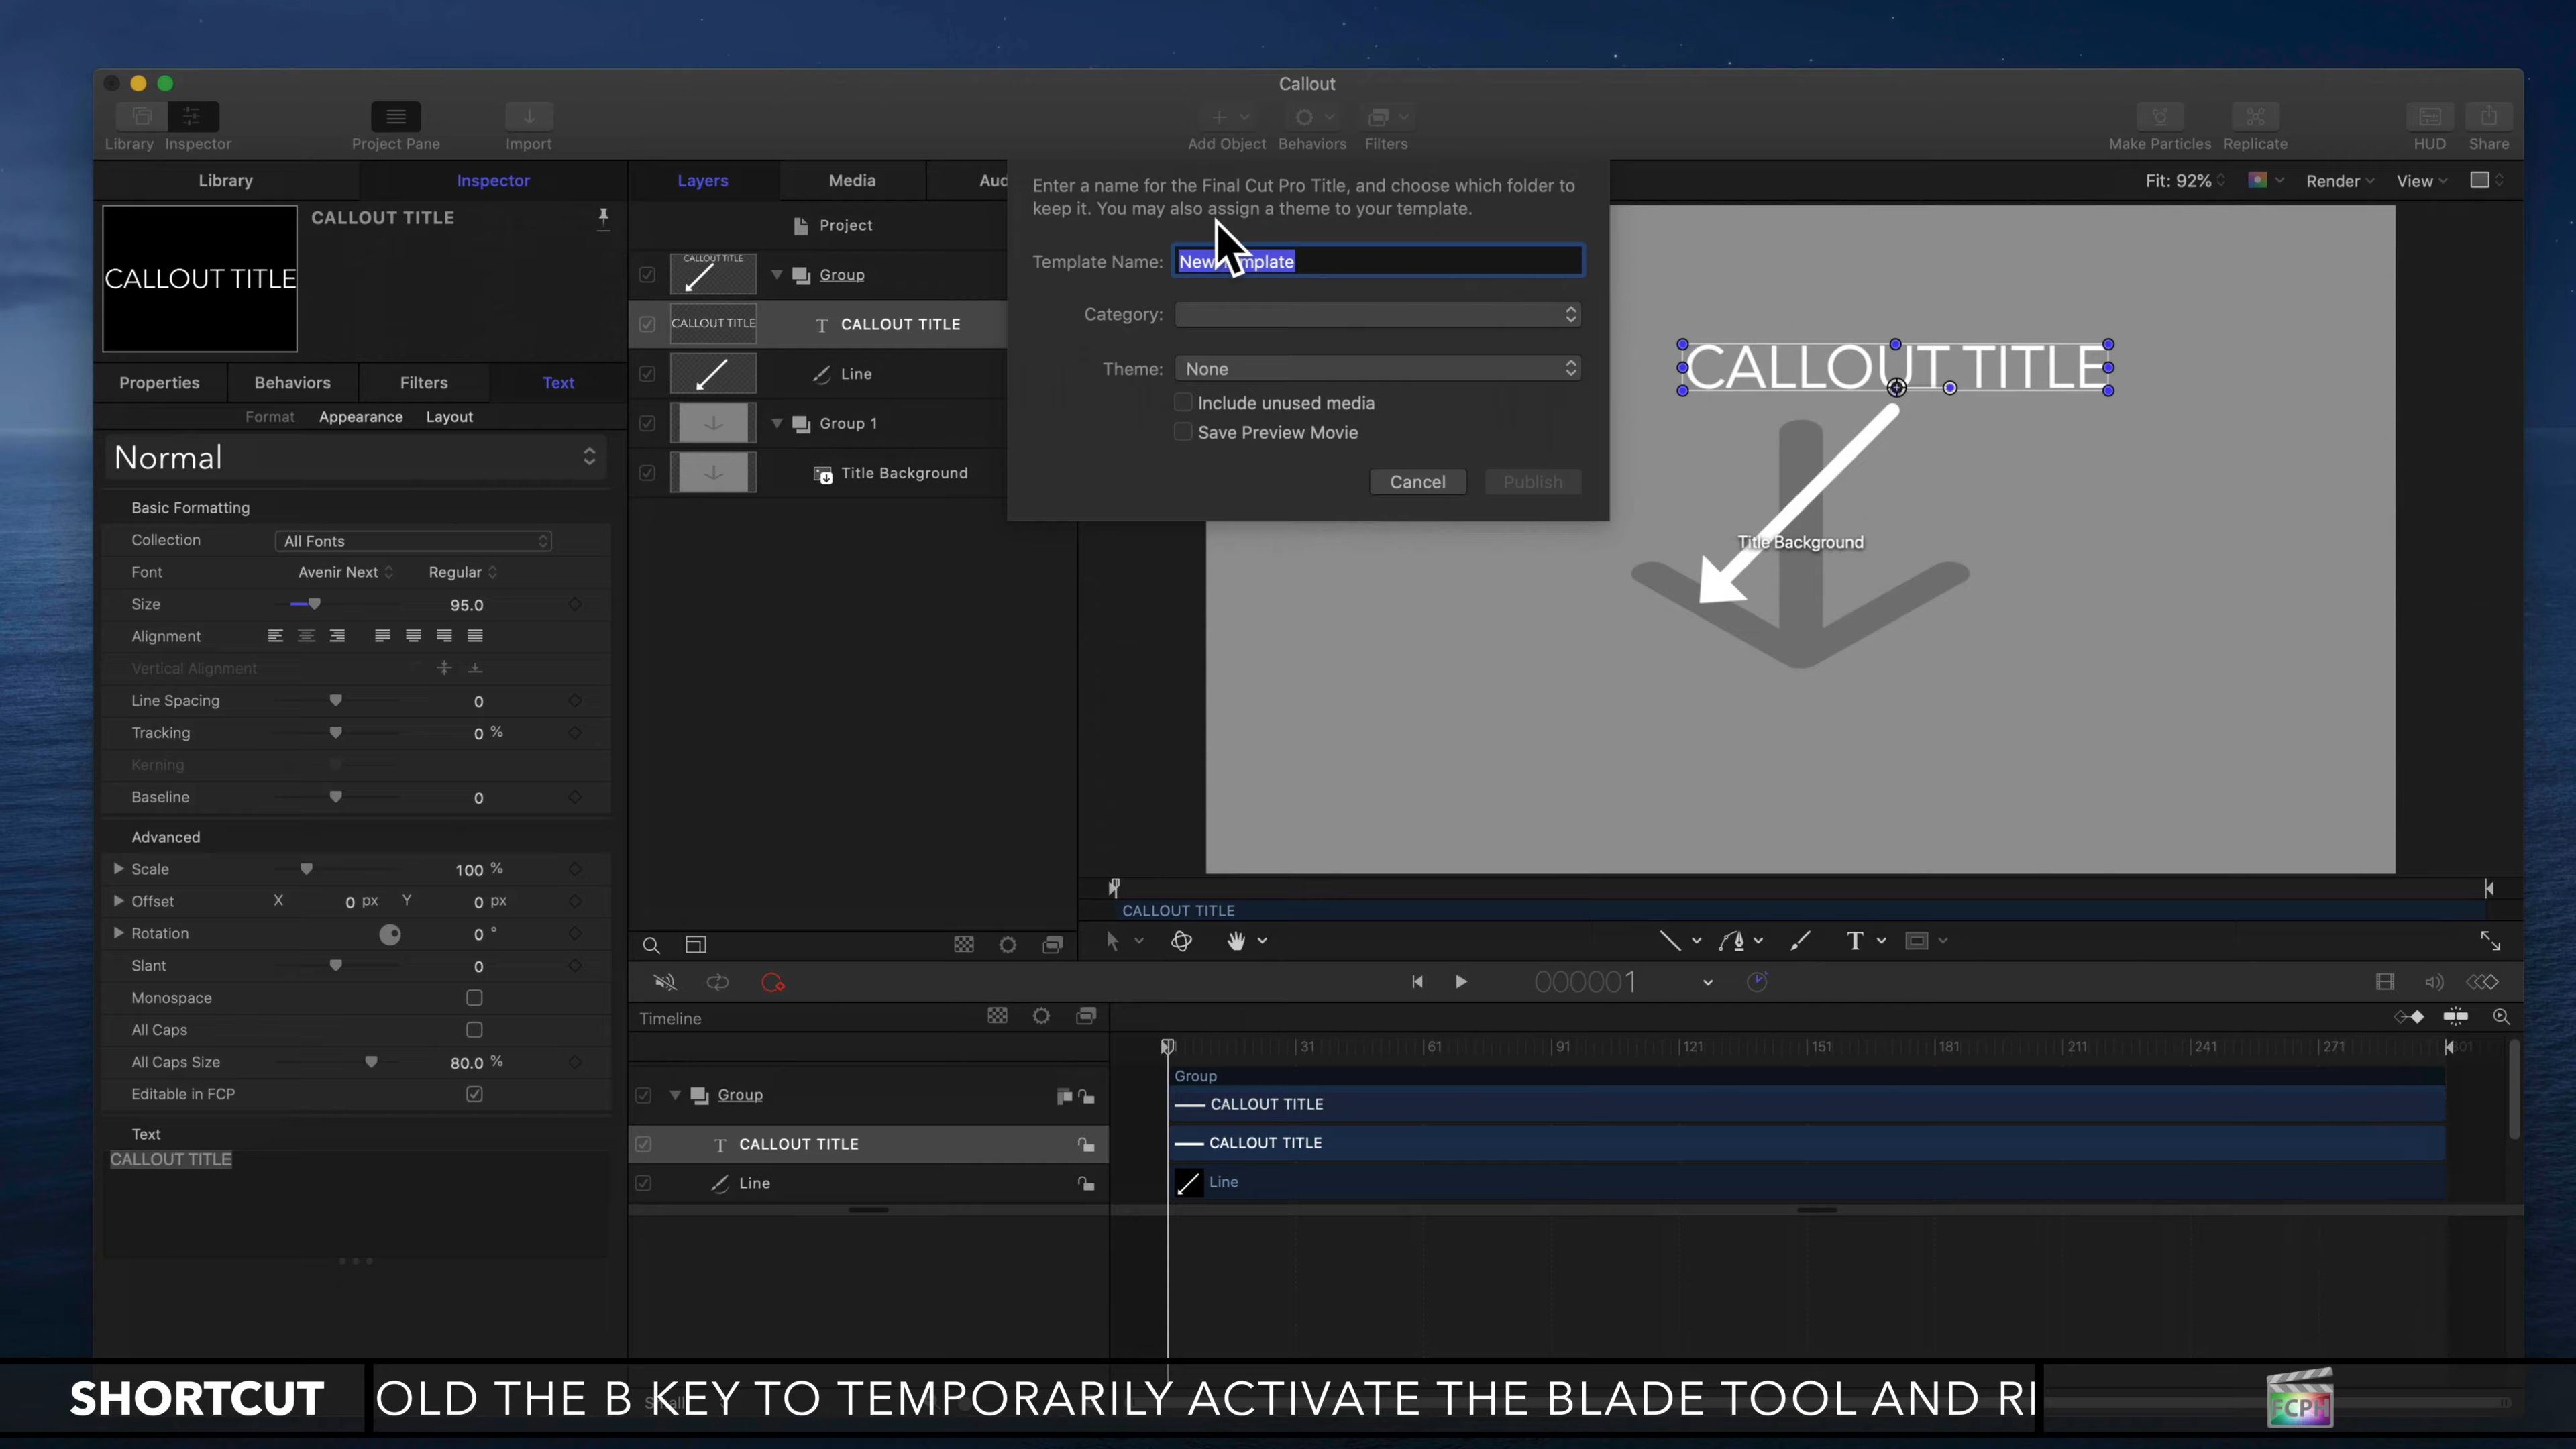 Callout
Library Inspector
Project Pane
Import
Add Object Behaviors Filters
Make Particles Replicate
HUD Share
Library Inspector
Layers Media
Fit: 92% Render View
CALLOUT TITLE
CALLOUT TITLE
Properties Behaviors Filters Text
Format Appearance Layout
Normal
Basic Formatting
Collection All Fonts
Font Avenir Next Regular
Size 95.0
Alignment
Vertical Alignment
Line Spacing 0
Tracking 0 %
Kerning
Baseline 0
Advanced
Scale 100 %
Offset X 0 px Y 0 px
Rotation 0 °
Slant 0
Monospace
All Caps
All Caps Size 80.0 %
Editable in FCP
Text
CALLOUT TITLE
Project
CALLOUT TITLE
Group
CALLOUT TITLE
T CALLOUT TITLE
Line
Group 1
Title Background
Enter a name for the Final Cut Pro Title, and choose which folder to
keep it. You may also assign a theme to your template.
Template Name:
Category:
Theme: None
Include unused media
Save Preview Movie
Cancel Publish
CALLOUT TITLE
Title Background
CALLOUT TITLE
T
000001
Timeline
31 61 91 121 151 181 211 241 271 301
Group
Group
CALLOUT TITLE
T CALLOUT TITLE
CALLOUT TITLE
Line
Line
SHORTCUT
OLD THE B KEY TO TEMPORARILY ACTIVATE THE BLADE TOOL AND
FCPH